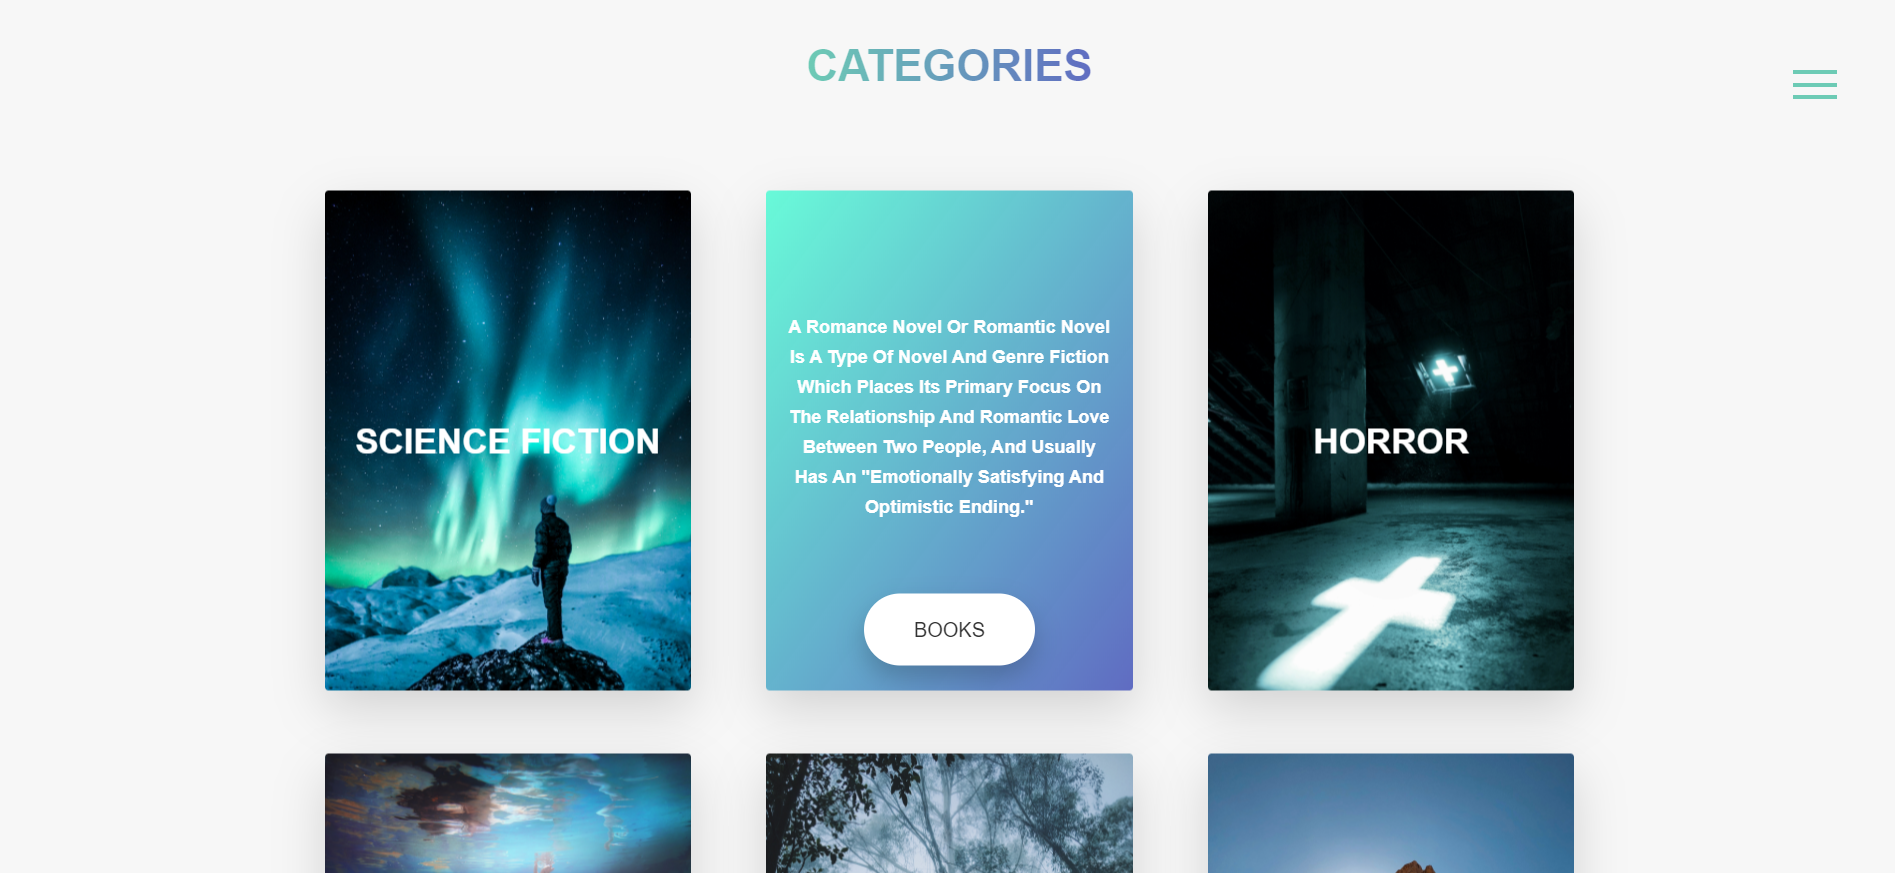 CATEGORIES
SCIENCE FICTION
A Romance Novel Or Romantic Novel
Is A Type Of Novel And Genre Fiction
Which Places Its Primary Focus On
The Relationship And Romantic Love
Between Two People, And Usually
Has An "Emotionally Satisfying And
Optimistic Ending."
BOOKS
HORROR